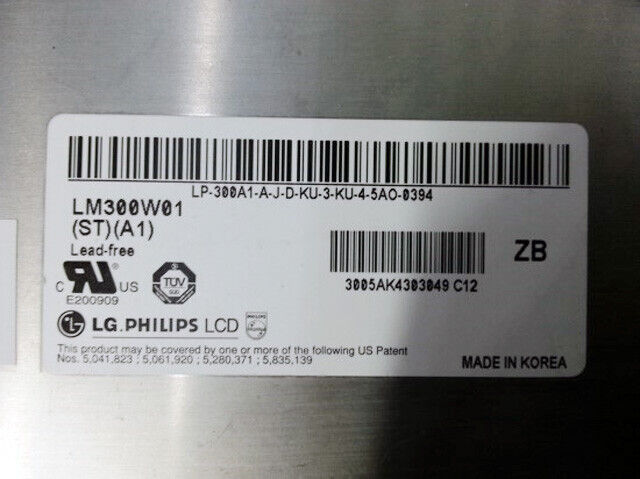 LP-300A1-A-J-D-KU-3-KU-4-5AO-0394
LM300W01
(ST)(A1)
Lead-free
C US
E200909
TÜV
3005AK4303049 C12
ZB
LG.PHILIPS LCD
PHILIPS
This product may be covered by one or more of the following US Patent
Nos. 5,041,823 ; 5,061,920 ; 5,280,371 ; 5,835,139
MADE IN KOREA